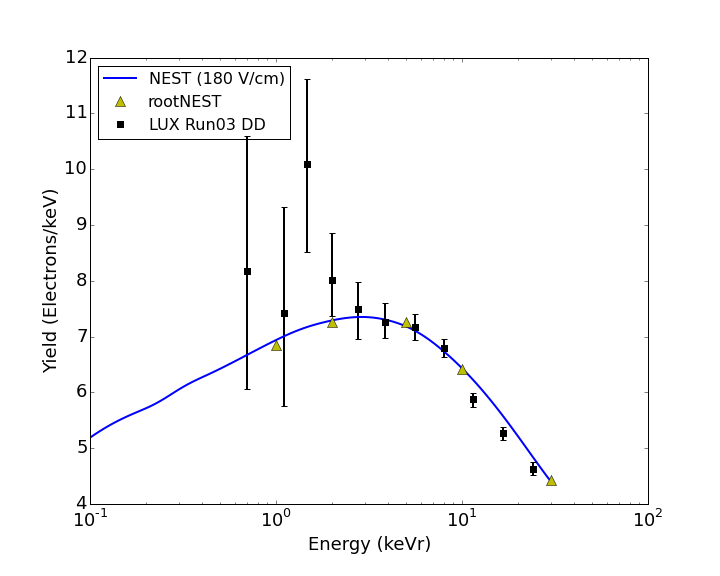 12
11
10
9
8
7
6
5
4
Yield (Electrons/keV)
NEST (180 V/cm)
rootNEST
LUX Run03 DD
10⁻¹ 10⁰ 10¹ 10²
Energy (keVr)